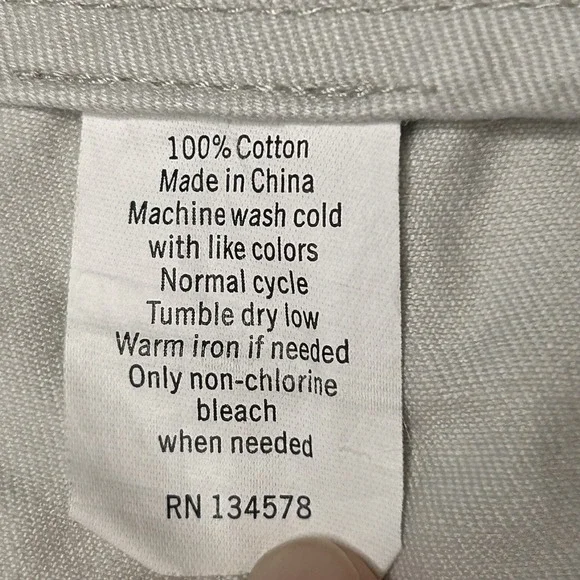 100% Cotton
Made in China
Machine wash cold
with like colors
Normal cycle
Tumble dry low
Warm iron if needed
Only non-chlorine
bleach
when needed
RN 134578